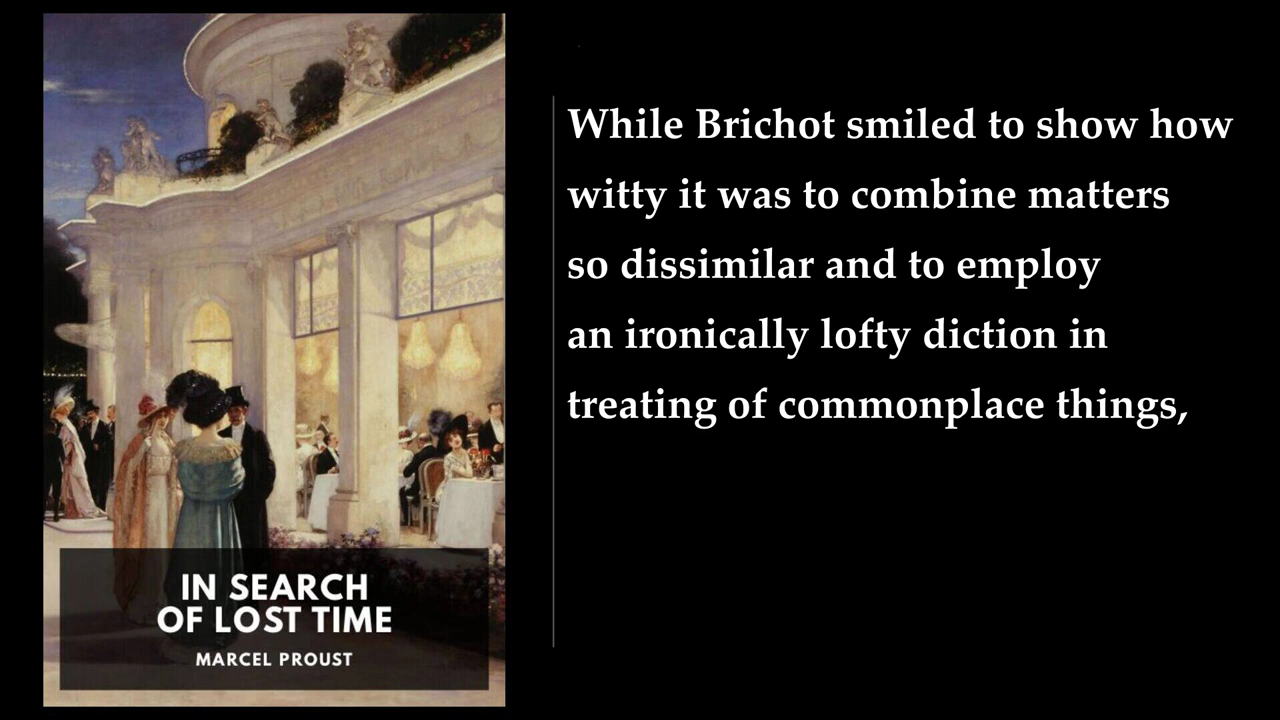 IN SEARCH
OF LOST TIME
MARCEL PROUST
While Brichot smiled to show how
witty it was to combine matters
so dissimilar and to employ
an ironically lofty diction in
treating of commonplace things,